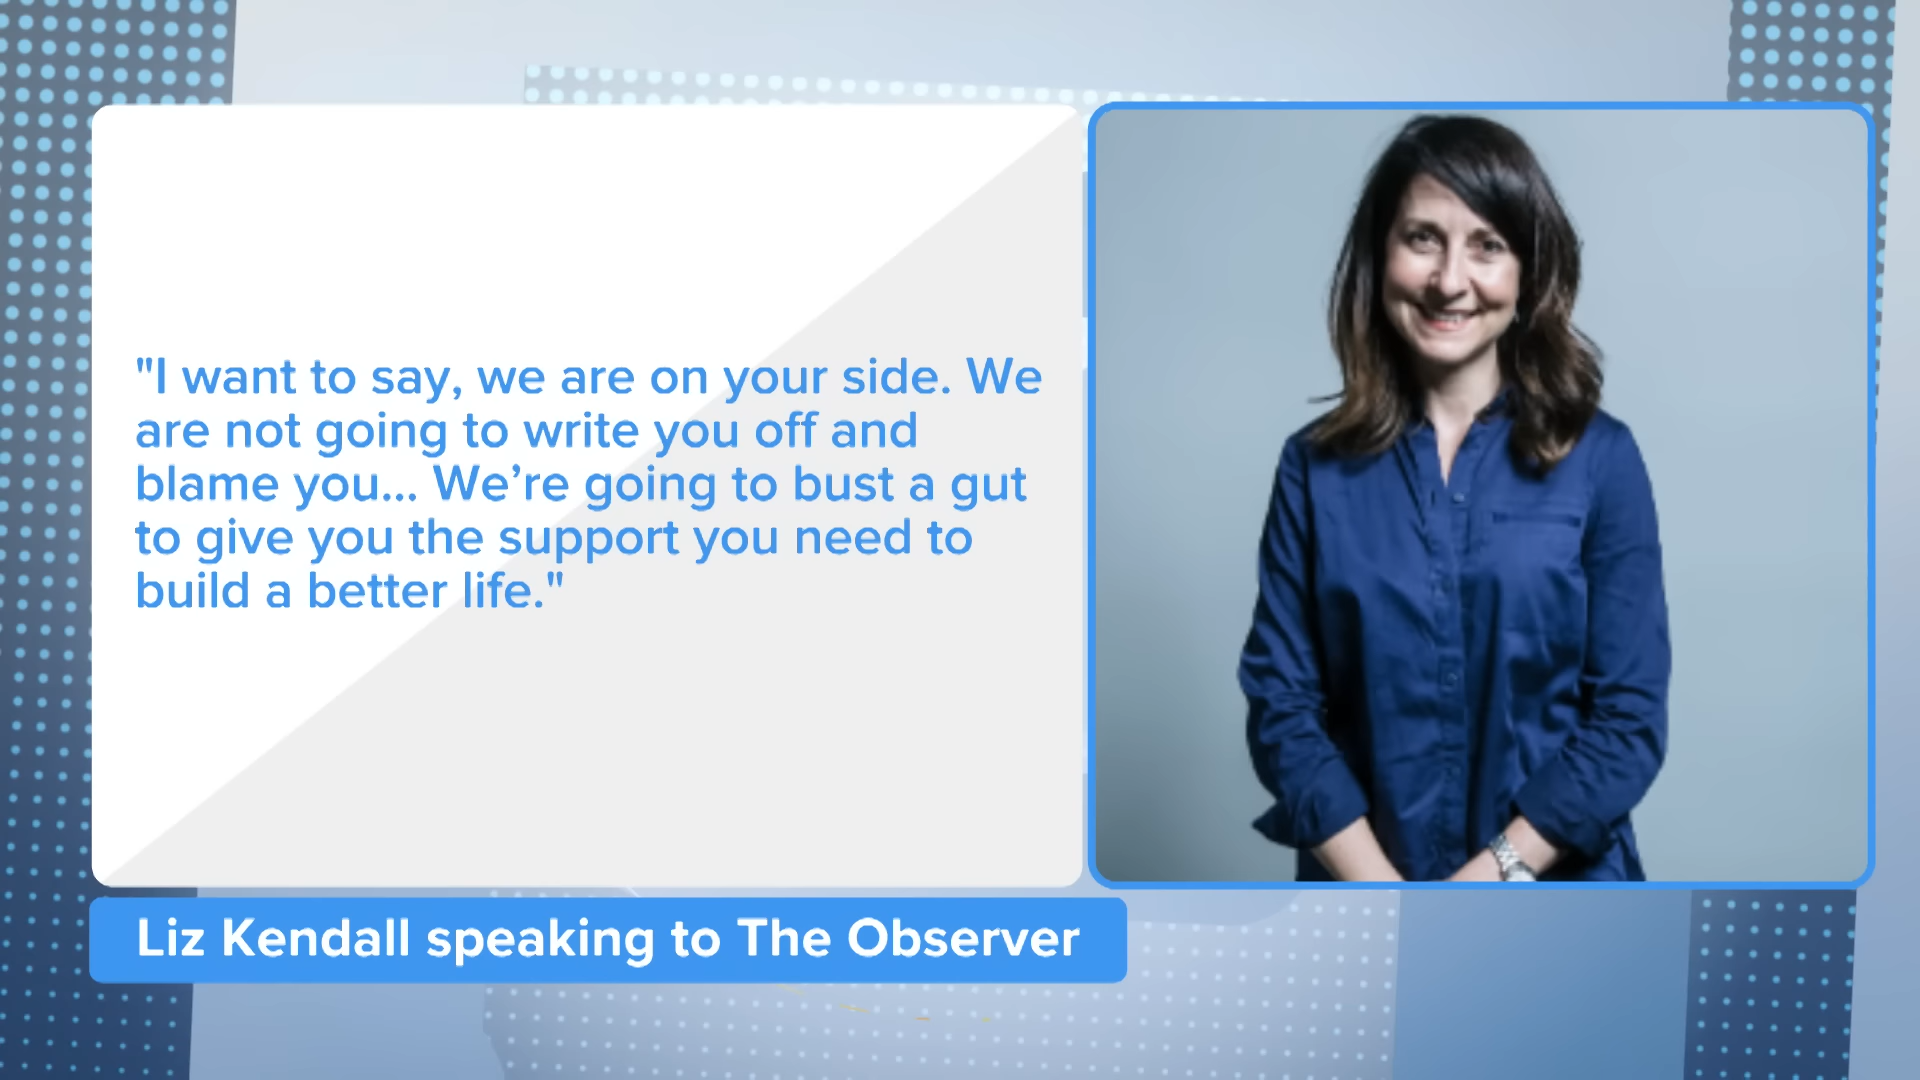 "I want to say, we are on your side. We
are not going to write you off and
blame you... We’re going to bust a gut
to give you the support you need to
build a better life."
Liz Kendall speaking to The Observer